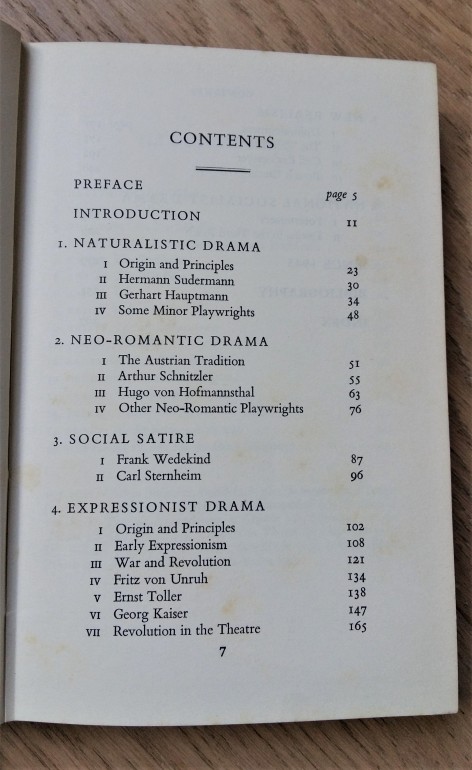 CONTENTS
PREFACE page 5
INTRODUCTION 11
1. NATURALISTIC DRAMA
I Origin and Principles 23
II Hermann Sudermann 30
III Gerhart Hauptmann 34
IV Some Minor Playwrights 48
2. NEO-ROMANTIC DRAMA
I The Austrian Tradition 51
II Arthur Schnitzler 55
III Hugo von Hofmannsthal 63
IV Other Neo-Romantic Playwrights 76
3. SOCIAL SATIRE
I Frank Wedekind 87
II Carl Sternheim 96
4. EXPRESSIONIST DRAMA
I Origin and Principles 102
II Early Expressionism 108
III War and Revolution 121
IV Fritz von Unruh 134
V Ernst Toller 138
VI Georg Kaiser 147
VII Revolution in the Theatre 165
7